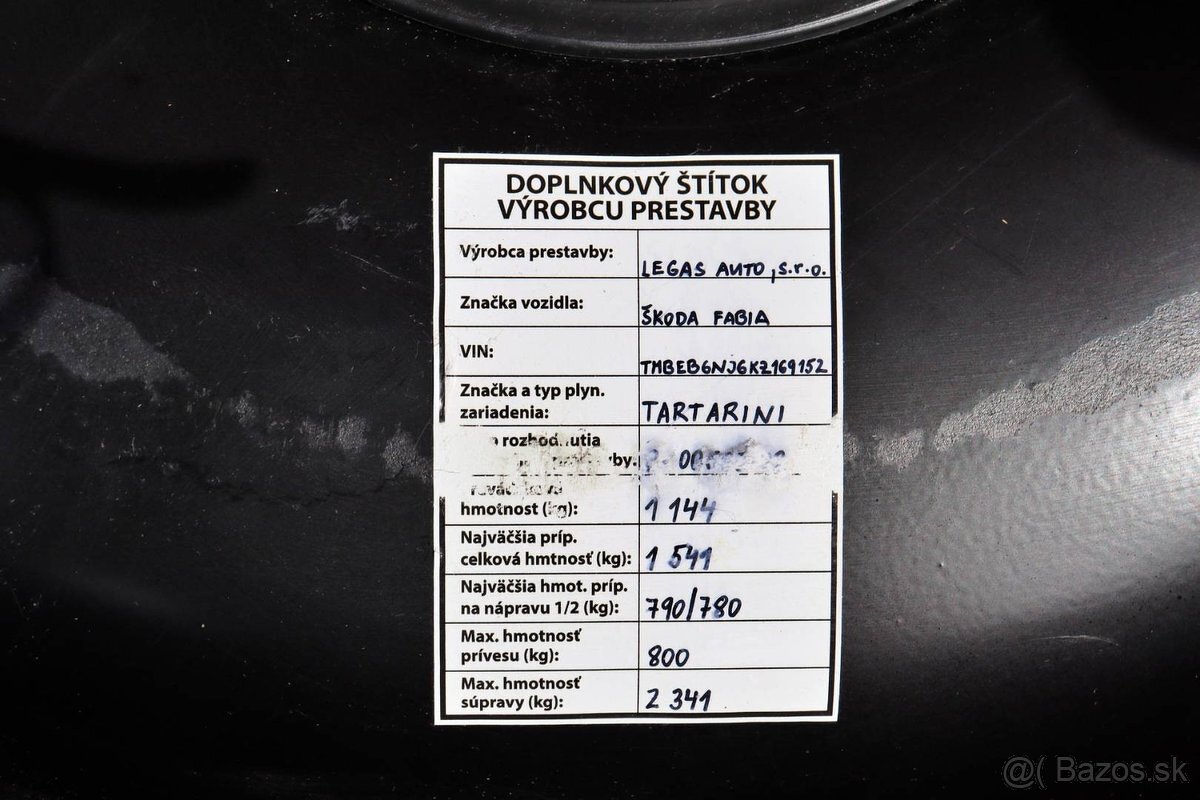 DOPLNKOVÝ ŠTÍTOK
VÝROBCU PRESTAVBY
Výrobca prestavby: LEGAS AUTO, s.r.o.
Značka vozidla: ŠKODA FABIA
VIN: TMBEB6NJ6KZ169152
Značka a typ plyn.
zariadenia: TARTARINI
rozhodnutia
hmotnost (kg): 1 144
Najväčšia príp.
celková hmtnosť (kg): 1 541
Najväčšia hmot. príp.
na nápravu 1/2 (kg): 790/780
Max. hmotnosť
prívesu (kg): 800
Max. hmotnosť
súpravy (kg): 2 341
@( Bazos.sk